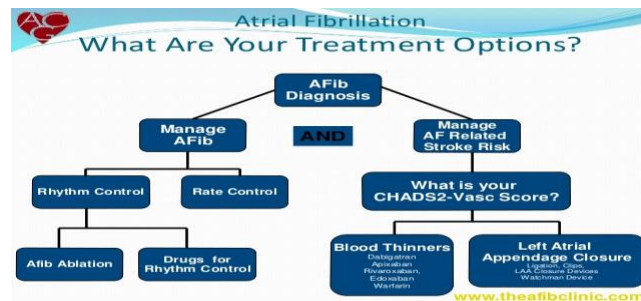 ACG
Atrial Fibrillation
What Are Your Treatment Options?
AFib
Diagnosis
Manage
AFib
AND
Manage
AF Related
Stroke Risk
Rhythm Control
Rate Control
What is your
CHADS2-Vasc Score?
Afib Ablation
Drugs for
Rhythm Control
Blood Thinners
Dabigatran
Apixaban
Rivaroxaban,
Edoxaban
Warfarin
Left Atrial
Appendage Closure
Ligation, Clips,
LAA Closure Devices
Watchman Device
www.theafibclinic.com